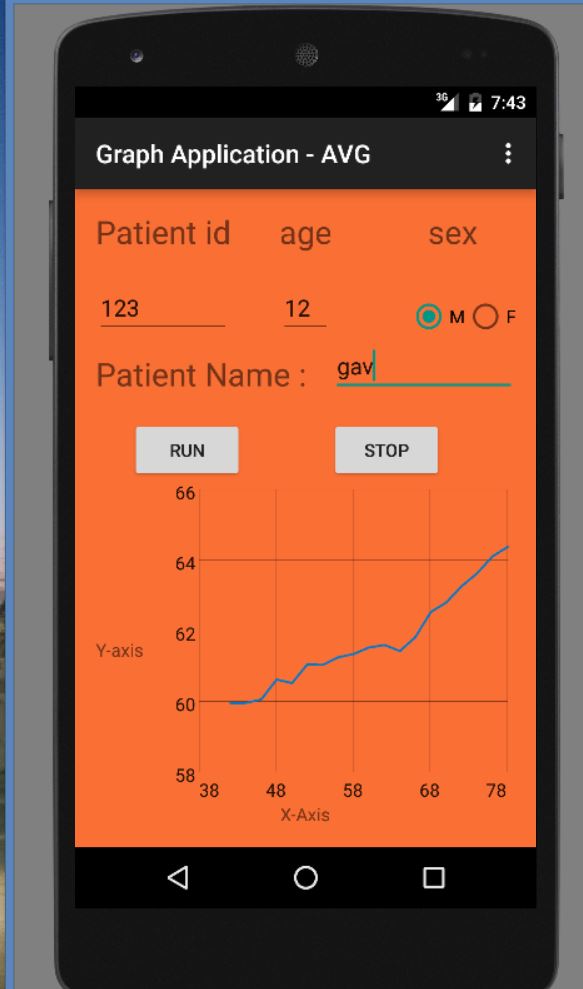 3G 7:43
Graph Application - AVG
Patient id age sex
123 12 M F
Patient Name : gav
RUN STOP
66
64
62
Y-axis
60
58
38 48 58 68 78
X-Axis